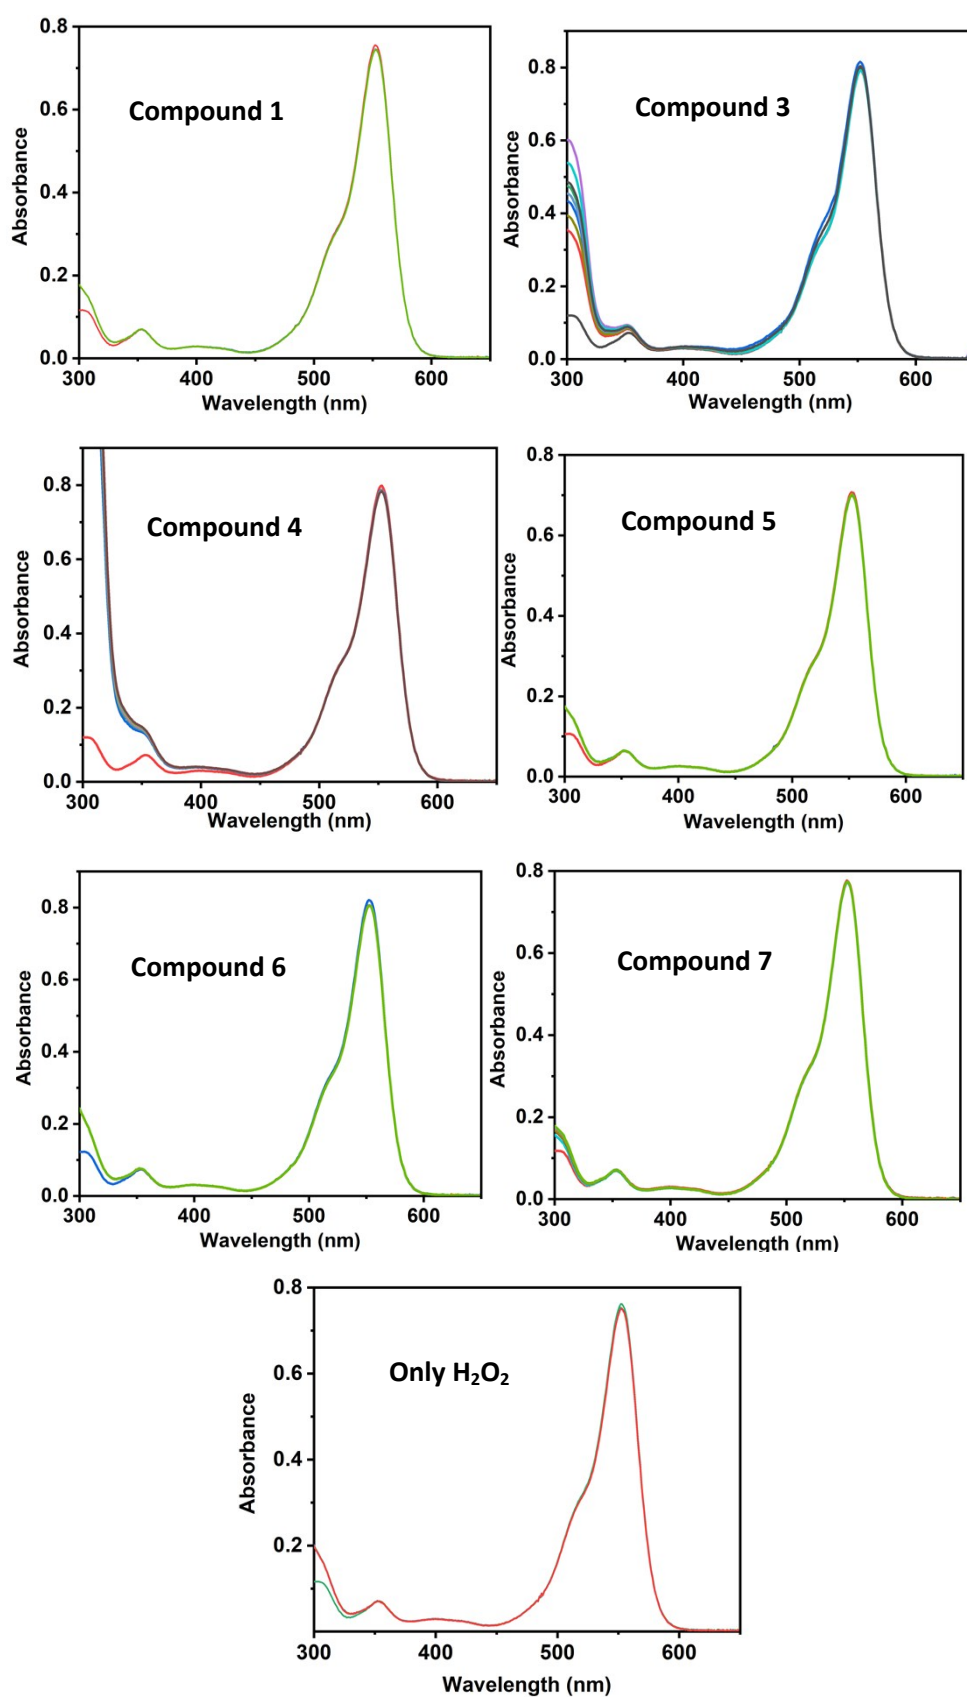 0.8
0.6
0.4
0.2
0.0
Absorbance
Compound 1
300 400 500 600
Wavelength (nm)
0.8
0.6
0.4
0.2
0.0
Absorbance
Compound 3
300 400 500 600
Wavelength (nm)
0.8
0.6
0.4
0.2
0.0
Absorbance
Compound 4
300 400 500 600
Wavelength (nm)
0.8
0.6
0.4
0.2
0.0
Absorbance
Compound 5
300 400 500 600
Wavelength (nm)
0.8
0.6
0.4
0.2
0.0
Absorbance
Compound 6
300 400 500 600
Wavelength (nm)
0.8
0.6
0.4
0.2
0.0
Absorbance
Compound 7
300 400 500 600
Wavelength (nm)
0.8
0.6
0.4
0.2
Absorbance
Only H₂O₂
300 400 500 600
Wavelength (nm)